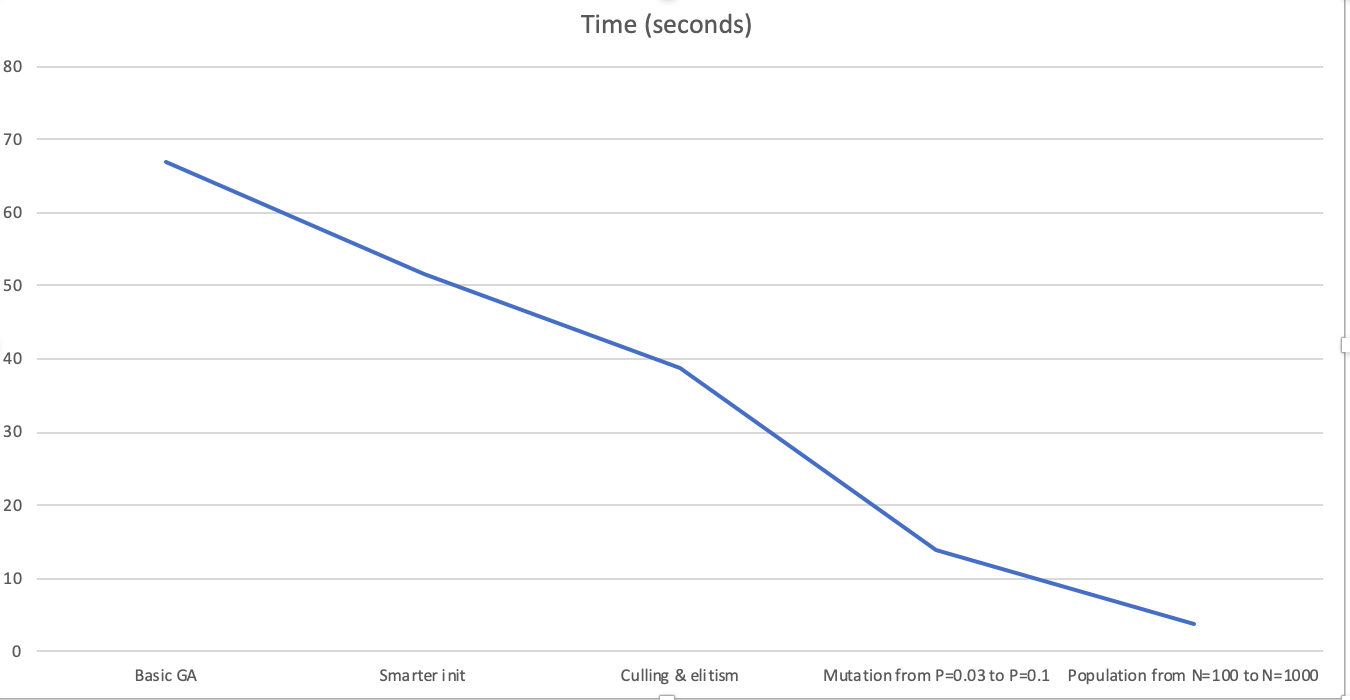 Time (seconds)
80
70
60
50
40
30
20
10
0
Basic GA
Smarter init
Culling & elitism
Mutation from P=0.03 to P=0.1
Population from N=100 to N=1000